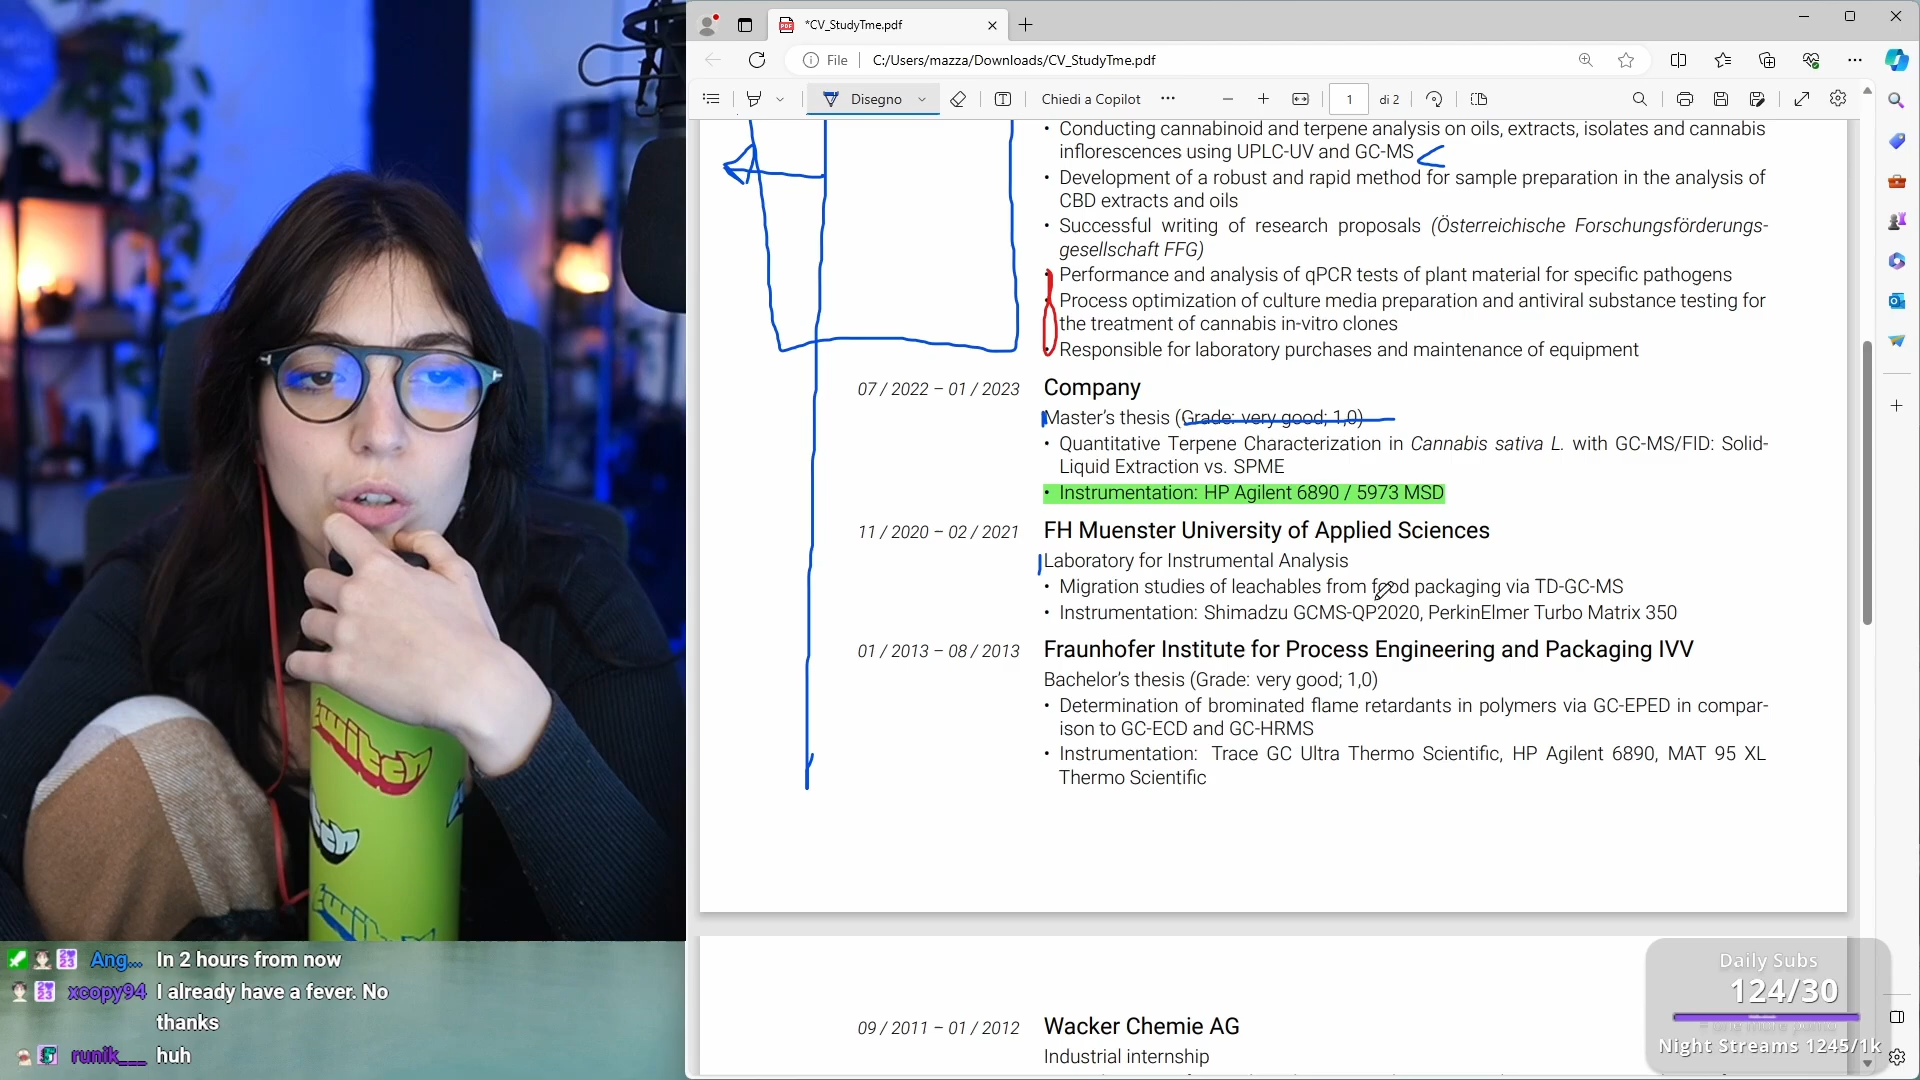 *CV_StudyTme.pdf
File
C:/Users/mazza/Downloads/CV_StudyTme.pdf
Disegno
Chiedi a Copilot
1
di 2
• Conducting cannabinoid and terpene analysis on oils, extracts, isolates and cannabis
inflorescences using UPLC-UV and GC-MS
• Development of a robust and rapid method for sample preparation in the analysis of
CBD extracts and oils
• Successful writing of research proposals (Österreichische Forschungsförderungs-
gesellschaft FFG)
Performance and analysis of qPCR tests of plant material for specific pathogens
Process optimization of culture media preparation and antiviral substance testing for
the treatment of cannabis in-vitro clones
Responsible for laboratory purchases and maintenance of equipment
07 / 2022 – 01 / 2023
Company
Master's thesis (Grade: very good; 1,0)
• Quantitative Terpene Characterization in Cannabis sativa L. with GC-MS/FID: Solid-
Liquid Extraction vs. SPME
• Instrumentation: HP Agilent 6890 / 5973 MSD
11 / 2020 – 02 / 2021
FH Muenster University of Applied Sciences
Laboratory for Instrumental Analysis
• Migration studies of leachables from food packaging via TD-GC-MS
• Instrumentation: Shimadzu GCMS-QP2020, PerkinElmer Turbo Matrix 350
01 / 2013 – 08 / 2013
Fraunhofer Institute for Process Engineering and Packaging IVV
Bachelor's thesis (Grade: very good; 1,0)
• Determination of brominated flame retardants in polymers via GC-EPED in compar-
ison to GC-ECD and GC-HRMS
• Instrumentation: Trace GC Ultra Thermo Scientific, HP Agilent 6890, MAT 95 XL
Thermo Scientific
09 / 2011 – 01 / 2012
Wacker Chemie AG
Industrial internship
twitch
twitch
Ang... In 2 hours from now
xcopy94 I already have a fever. No
thanks
runik___ huh
Daily Subs
124/30
Night Streams 1245/1k